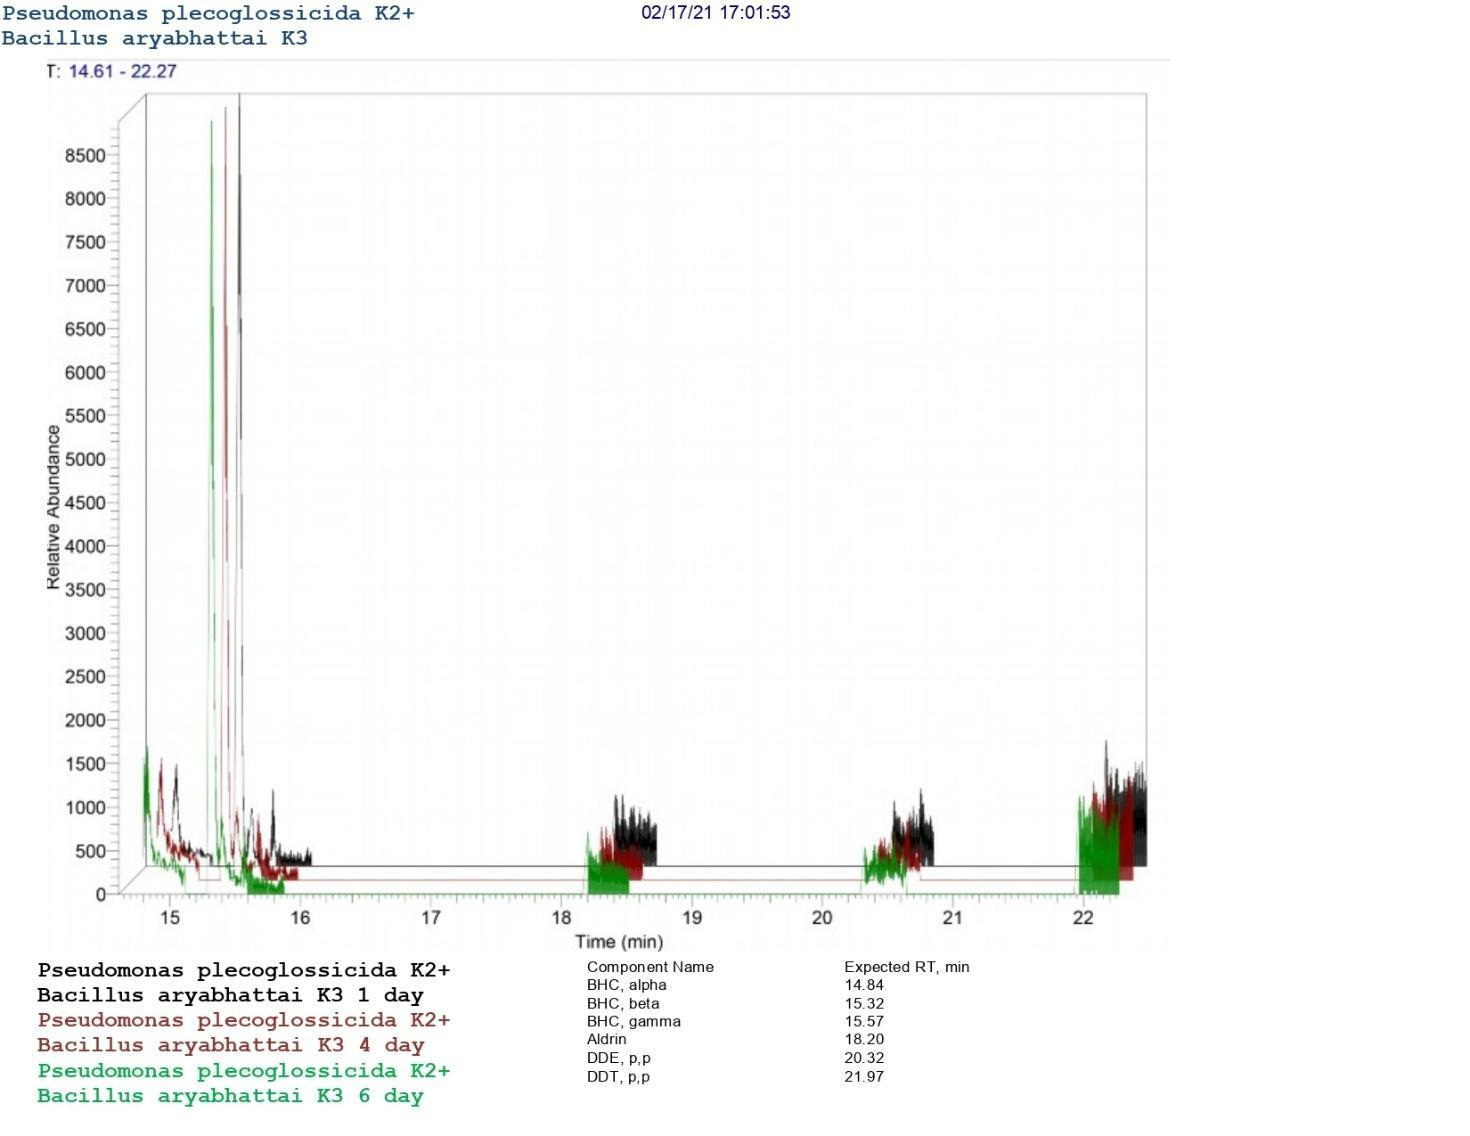 Pseudomonas plecoglossicida K2+
02/17/21 17:01:53
Bacillus aryabhattai K3
T: 14.61 - 22.27
8500
8000
7500
7000
6500
6000
5500
5000
4500
4000
3500
3000
2500
2000
1500
1000
500
0
Relative Abundance
15 16 17 18 19 20 21 22
Time (min)
Pseudomonas plecoglossicida K2+
Bacillus aryabhattai K3 1 day
Pseudomonas plecoglossicida K2+
Bacillus aryabhattai K3 4 day
Pseudomonas plecoglossicida K2+
Bacillus aryabhattai K3 6 day
Component Name Expected RT, min
BHC, alpha 14.84
BHC, beta 15.32
BHC, gamma 15.57
Aldrin 18.20
DDE, p,p 20.32
DDT, p,p 21.97